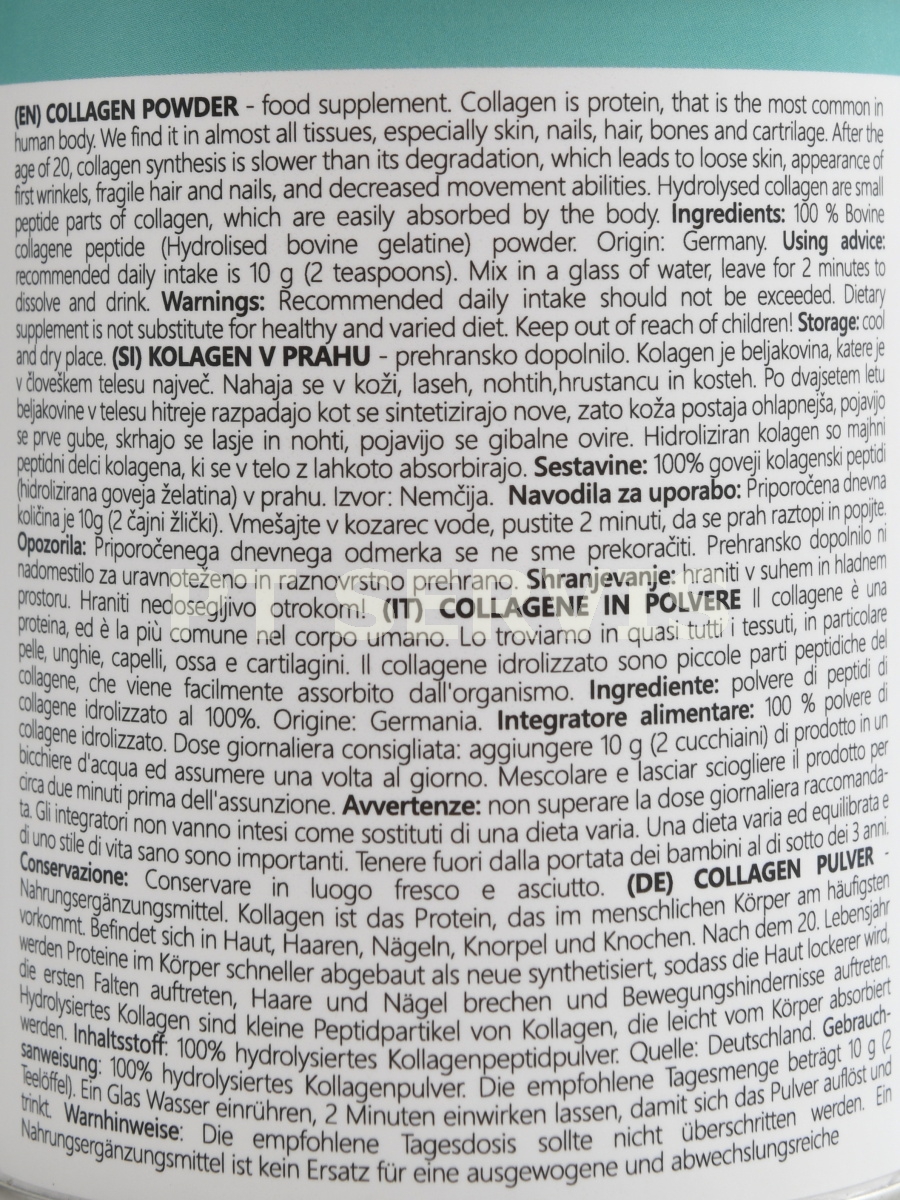 (EN) COLLAGEN POWDER - food supplement. Collagen is protein, that is the most common in
human body. We find it in almost all tissues, especially skin, nails, hair, bones and cartrilage. After the
age of 20, collagen synthesis is slower than its degradation, which leads to loose skin, appearance of
first wrinkels, fragile hair and nails, and decreased movement abilities. Hydrolysed collagen are small
peptide parts of collagen, which are easily absorbed by the body. Ingredients: 100 % Bovine
collagene peptide (Hydrolised bovine gelatine) powder. Origin: Germany. Using advice:
recommended daily intake is 10 g (2 teaspoons). Mix in a glass of water, leave for 2 minutes to
dissolve and drink. Warnings: Recommended daily intake should not be exceeded. Dietary
supplement is not substitute for healthy and varied diet. Keep out of reach of children! Storage: cool
and dry place. (SI) KOLAGEN V PRAHU - prehransko dopolnilo. Kolagen je beljakovina, katere je
v človeškem telesu največ. Nahaja se v koži, laseh, nohtih,hrustancu in kosteh. Po dvajsetem letu
beljakovine v telesu hitreje razpadajo kot se sintetizirajo nove, zato koža postaja ohlapnejša, pojavijo
se prve gube, skrhajo se lasje in nohti, pojavijo se gibalne ovire. Hidroliziran kolagen so majhni
peptidni delci kolagena, ki se v telo z lahkoto absorbirajo. Sestavine: 100% goveji kolagenski peptidi
(hidrolizirana goveja želatina) v prahu. Izvor: Nemčija. Navodila za uporabo: Priporočena dnevna
količina je 10g (2 čajni žlički). Vmešajte v kozarec vode, pustite 2 minuti, da se prah raztopi in popijte.
Opozorila: Priporočenega dnevnega odmerka se ne sme prekoračiti. Prehransko dopolnilo ni
nadomestilo za uravnoteženo in raznovrstno prehrano. Shranjevanje: hraniti v suhem in hladnem
prostoru. Hraniti nedosegljivo otrokom! (IT) COLLAGENE IN POLVERE Il collagene è una
proteina, ed è la più comune nel corpo umano. Lo troviamo in quasi tutti i tessuti, in particolare
pelle, unghie, capelli, ossa e cartilagini. Il collagene idrolizzato sono piccole parti peptidiche del
collagene, che viene facilmente assorbito dall'organismo. Ingrediente: polvere di peptidi di
collagene idrolizzato al 100%. Origine: Germania. Integratore alimentare: 100 % polvere di
collagene idrolizzato. Dose giornaliera consigliata: aggiungere 10 g (2 cucchiaini) di prodotto in un
bicchiere d'acqua ed assumere una volta al giorno. Mescolare e lasciar sciogliere il prodotto per
circa due minuti prima dell'assunzione. Avvertenze: non superare la dose giornaliera raccomanda-
ta. Gli integratori non vanno intesi come sostituti di una dieta varia. Una dieta varia ed equilibrata e
di uno stile di vita sano sono importanti. Tenere fuori dalla portata dei bambini al di sotto dei 3 anni.
Conservazione: Conservare in luogo fresco e asciutto. (DE) COLLAGEN PULVER -
Nahrungsergänzungsmittel. Kollagen ist das Protein, das im menschlichen Körper am häufigsten
vorkommt. Befindet sich in Haut, Haaren, Nägeln, Knorpel und Knochen. Nach dem 20. Lebensjahr
werden Proteine im Körper schneller abgebaut als neue synthetisiert, sodass die Haut lockerer wird,
die ersten Falten auftreten, Haare und Nägel brechen und Bewegungshindernisse auftreten.
Hydrolysiertes Kollagen sind kleine Peptidpartikel von Kollagen, die leicht vom Körper absorbiert
werden. Inhaltsstoff: 100% hydrolysiertes Kollagenpeptidpulver. Quelle: Deutschland. Gebrauch-
sanweisung: 100% hydrolysiertes Kollagenpulver. Die empfohlene Tagesmenge beträgt 10 g (2
Teelöffel). Ein Glas Wasser einrühren, 2 Minuten einwirken lassen, damit sich das Pulver auflöst und
trinkt. Warnhinweise: Die empfohlene Tagesdosis sollte nicht überschritten werden. Ein
Nahrungsergänzungsmittel ist kein Ersatz für eine ausgewogene und abwechslungsreiche